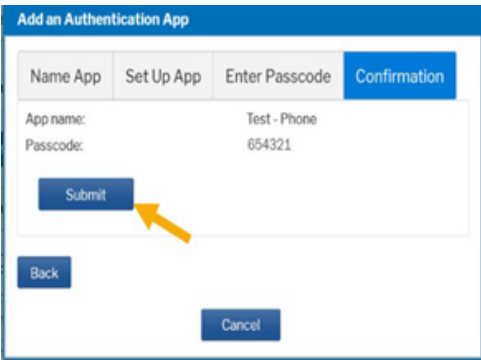 Add an Authentication App
Name App Set Up App Enter Passcode Confirmation
App name: Test - Phone
Passcode: 654321
Submit
Back
Cancel